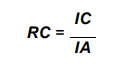 RC = IC / IA